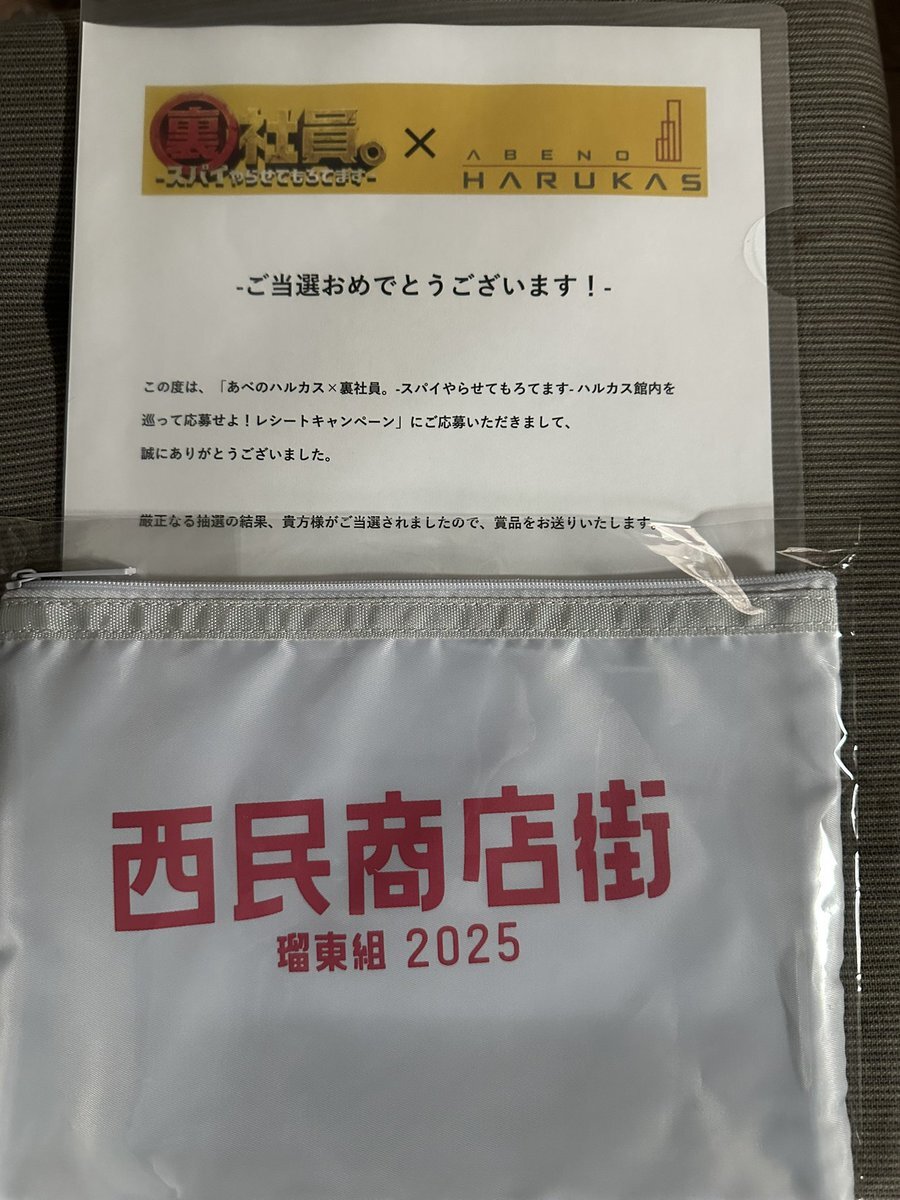 裏社員。
-スパイやらせてもろてます-
×
ABENO
HARUKAS
-ご当選おめでとうございます！-
この度は、「あべのハルカス×裏社員。-スパイやらせてもろてます- ハルカス館内を
巡って応募せよ！レシートキャンペーン」にご応募いただきまして、
誠にありがとうございました。
厳正なる抽選の結果、貴方様がご当選されましたので、賞品をお送りいたします。
西民商店街
瑠東組 2025